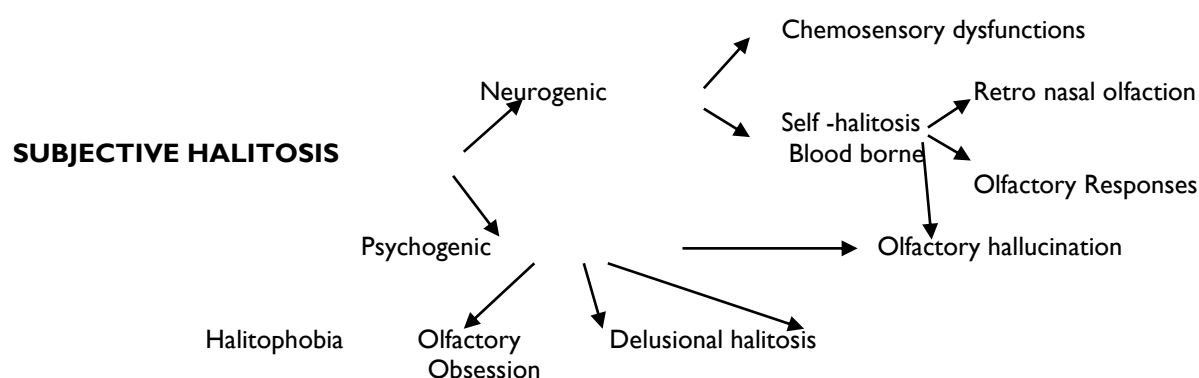 Chemosensory dysfunctions
Neurogenic
Retro nasal olfaction
Self -halitosis
Blood borne
SUBJECTIVE HALITOSIS
Olfactory Responses
Psychogenic
Olfactory hallucination
Halitophobia
Olfactory
Obsession
Delusional halitosis